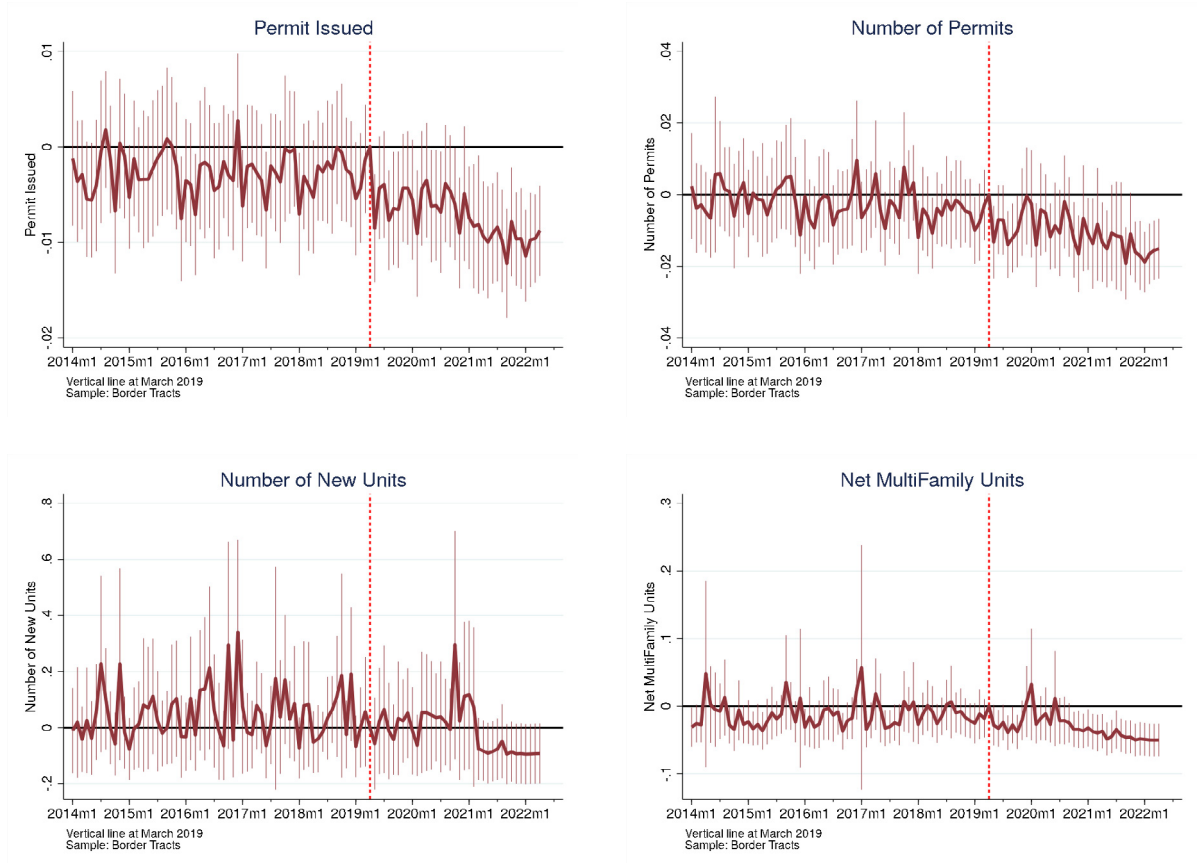 Permit Issued
Permit Issued
.01
0
-.01
-.02
2014m1 2015m1 2016m1 2017m1 2018m1 2019m1 2020m1 2021m1 2022m1
Vertical line at March 2019
Sample: Border Tracts
Number of Permits
Number of Permits
.04
.02
0
-.02
-.04
2014m1 2015m1 2016m1 2017m1 2018m1 2019m1 2020m1 2021m1 2022m1
Vertical line at March 2019
Sample: Border Tracts
Number of New Units
Number of New Units
.8
.6
.4
.2
0
-.2
2014m1 2015m1 2016m1 2017m1 2018m1 2019m1 2020m1 2021m1 2022m1
Vertical line at March 2019
Sample: Border Tracts
Net MultiFamily Units
Net MultiFamily Units
.3
.2
.1
0
-.1
2014m1 2015m1 2016m1 2017m1 2018m1 2019m1 2020m1 2021m1 2022m1
Vertical line at March 2019
Sample: Border Tracts